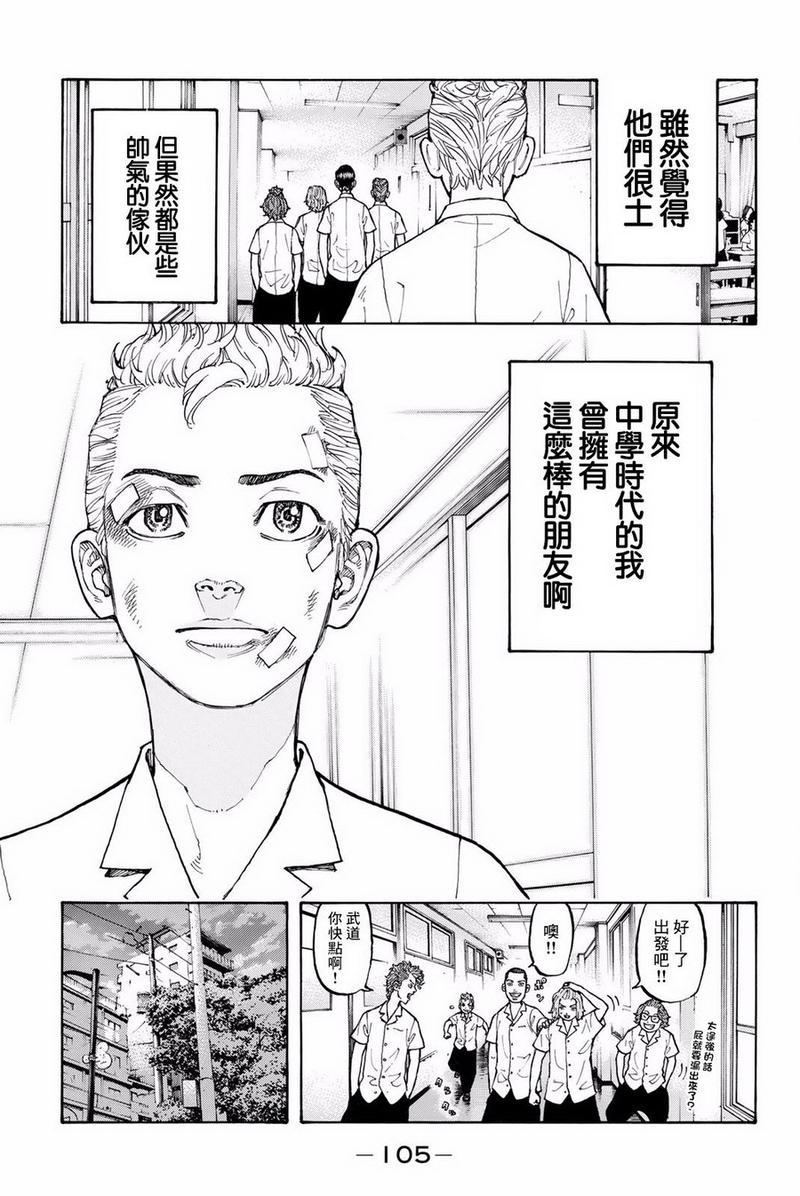 雖然覺得
他們很土
但果然都是些
帥氣的傢伙
原來
中學時代的我
曾擁有
這麼棒的朋友啊
好—了
出發吧!!
噢!!
武道
你快點啊!
太逞強的話
屁就要漏出來了?
—105—